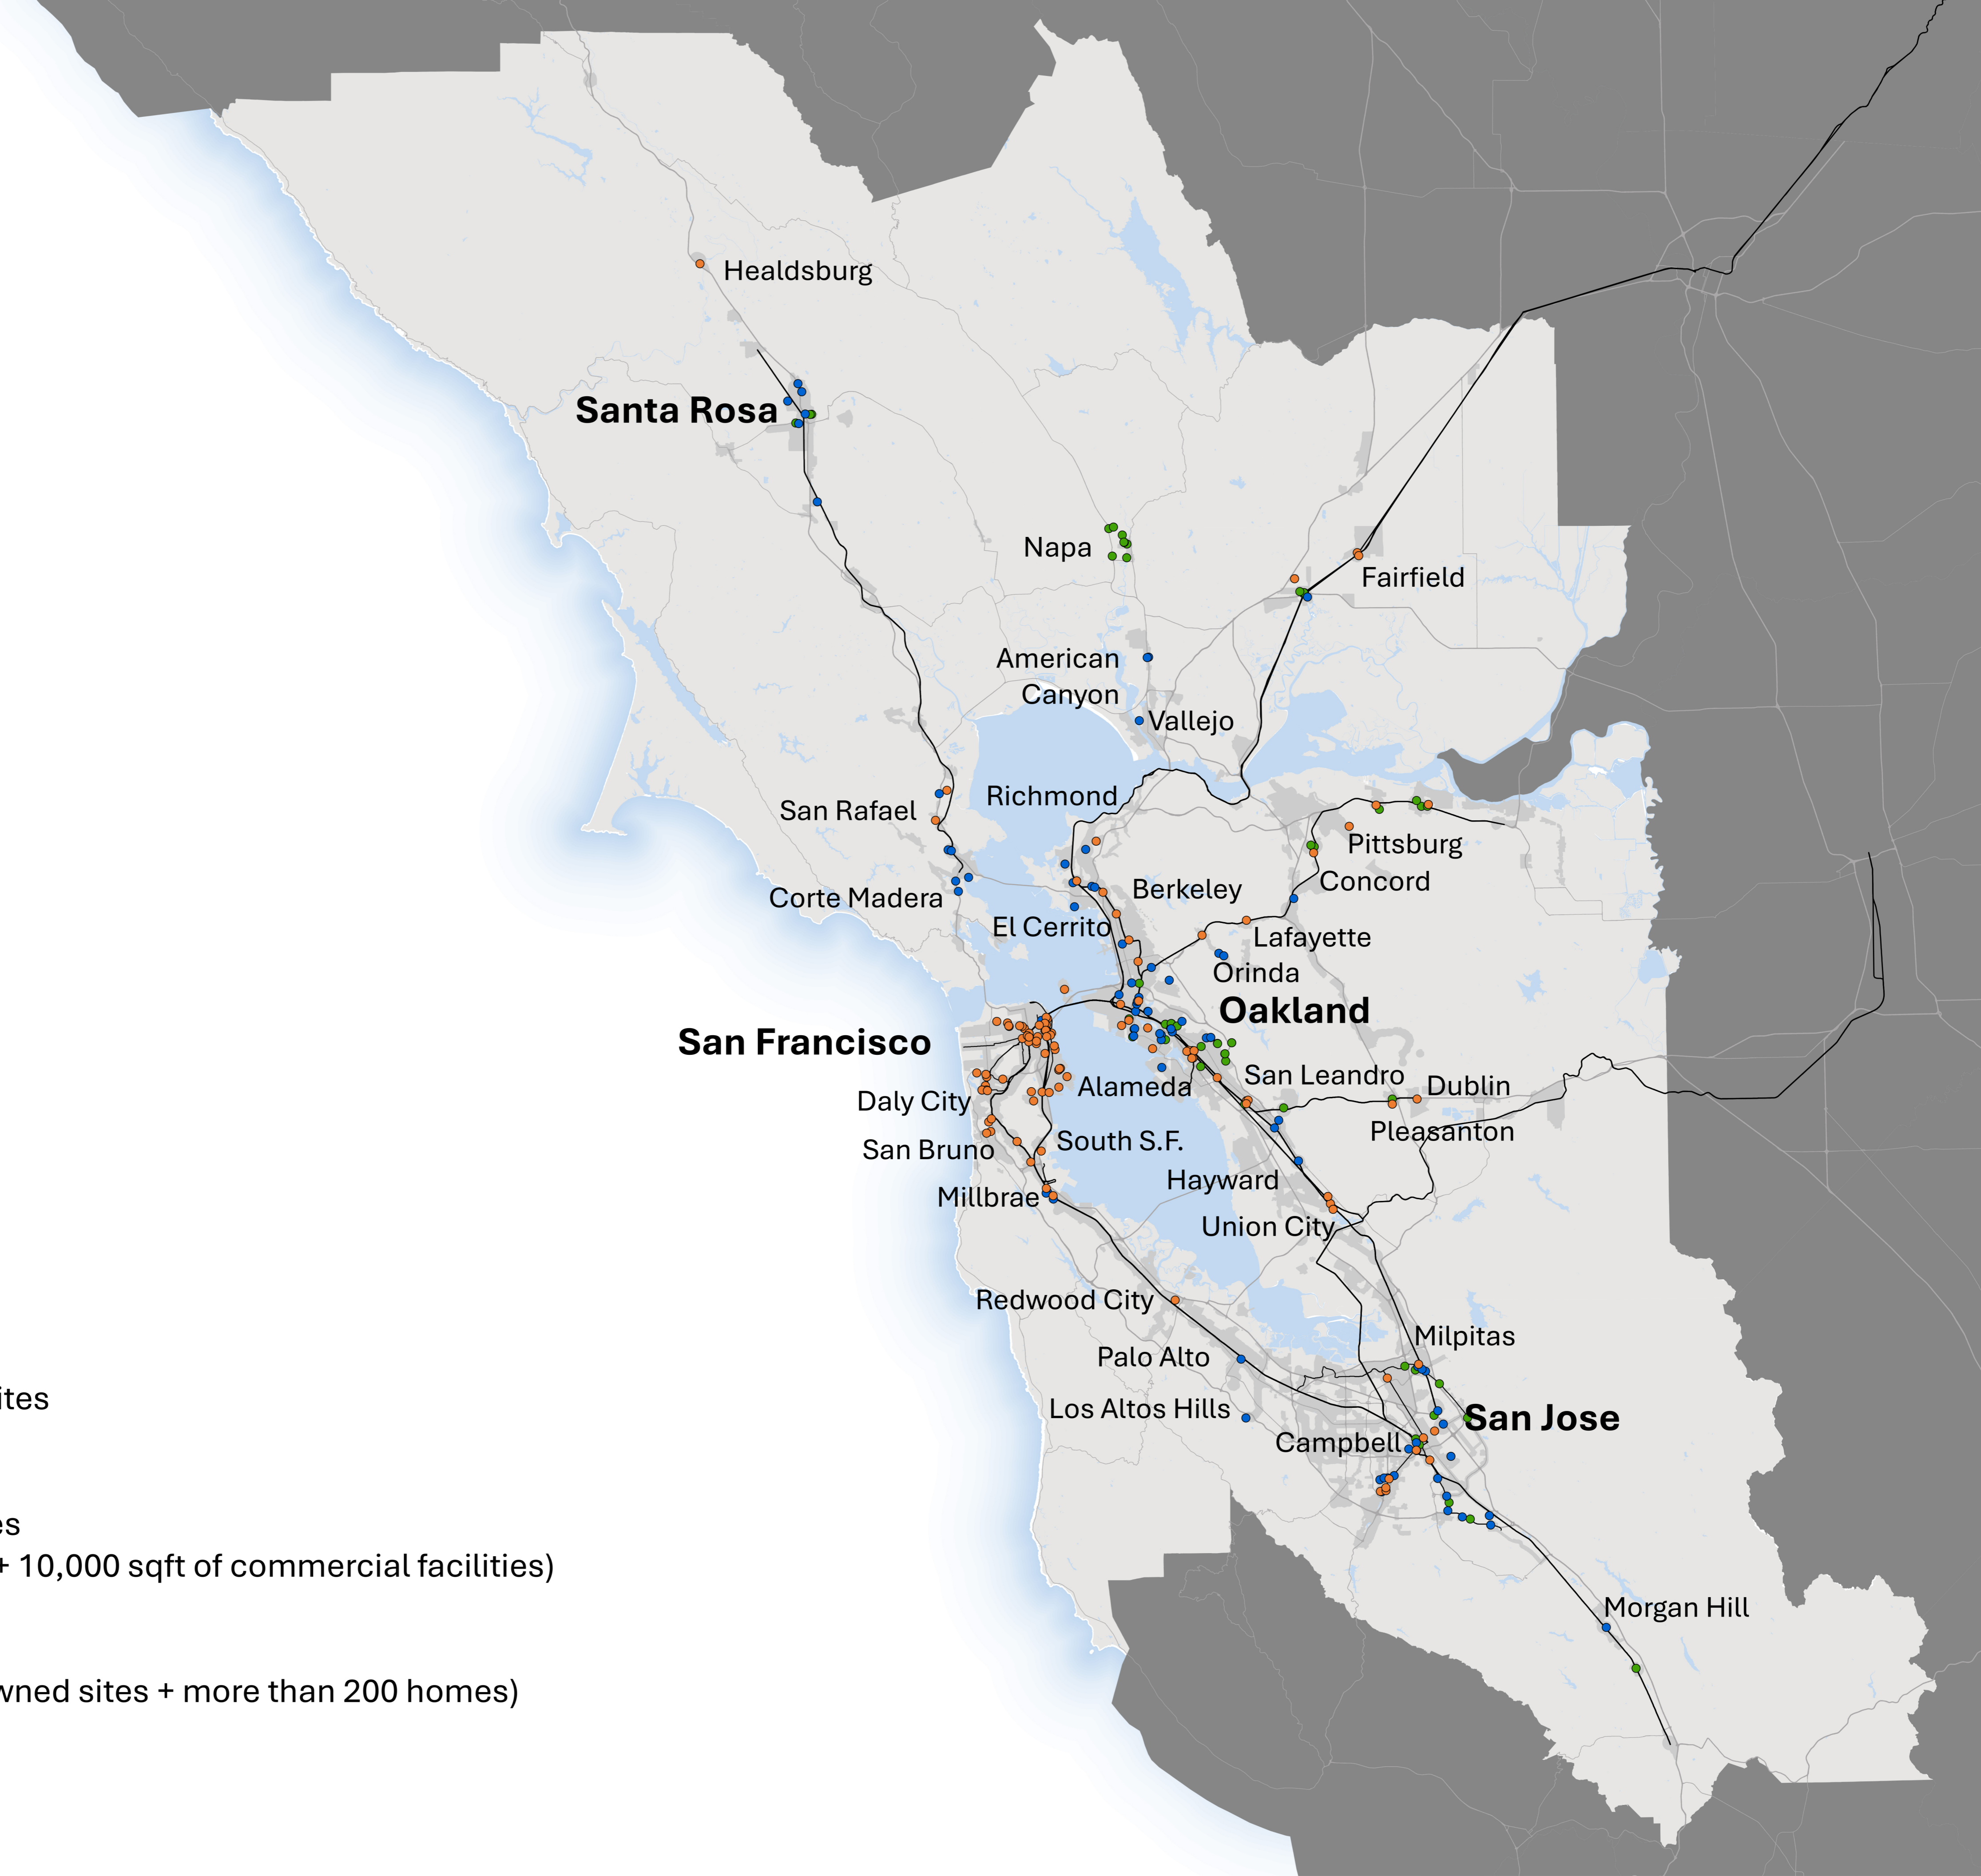 Healdsburg
Santa Rosa
Napa
Fairfield
American
Canyon
Vallejo
Richmond
San Rafael
Pittsburg
Concord
Berkeley
Corte Madera
El Cerrito
Lafayette
Orinda
Oakland
San Francisco
San Leandro
Dublin
Alameda
Daly City
Pleasanton
South S.F.
San Bruno
Hayward
Millbrae
Union City
Redwood City
Milpitas
Palo Alto
Los Altos Hills
San Jose
Campbell
Morgan Hill
ites
es
+ 10,000 sqft of commercial facilities)
wned sites + more than 200 homes)